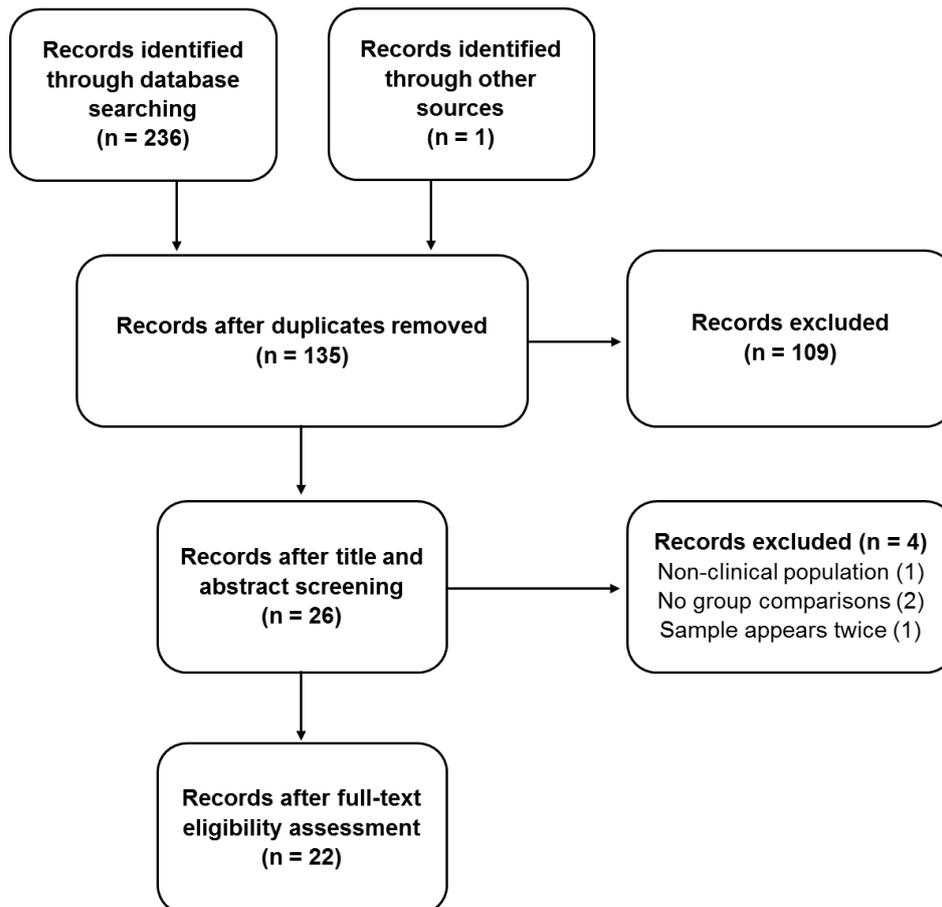 Records identified
through database
searching
(n = 236)
Records identified
through other
sources
(n = 1)
Records after duplicates removed
(n = 135)
Records excluded
(n = 109)
Records after title and
abstract screening
(n = 26)
Records excluded (n = 4)
Non-clinical population (1)
No group comparisons (2)
Sample appears twice (1)
Records after full-text
eligibility assessment
(n = 22)